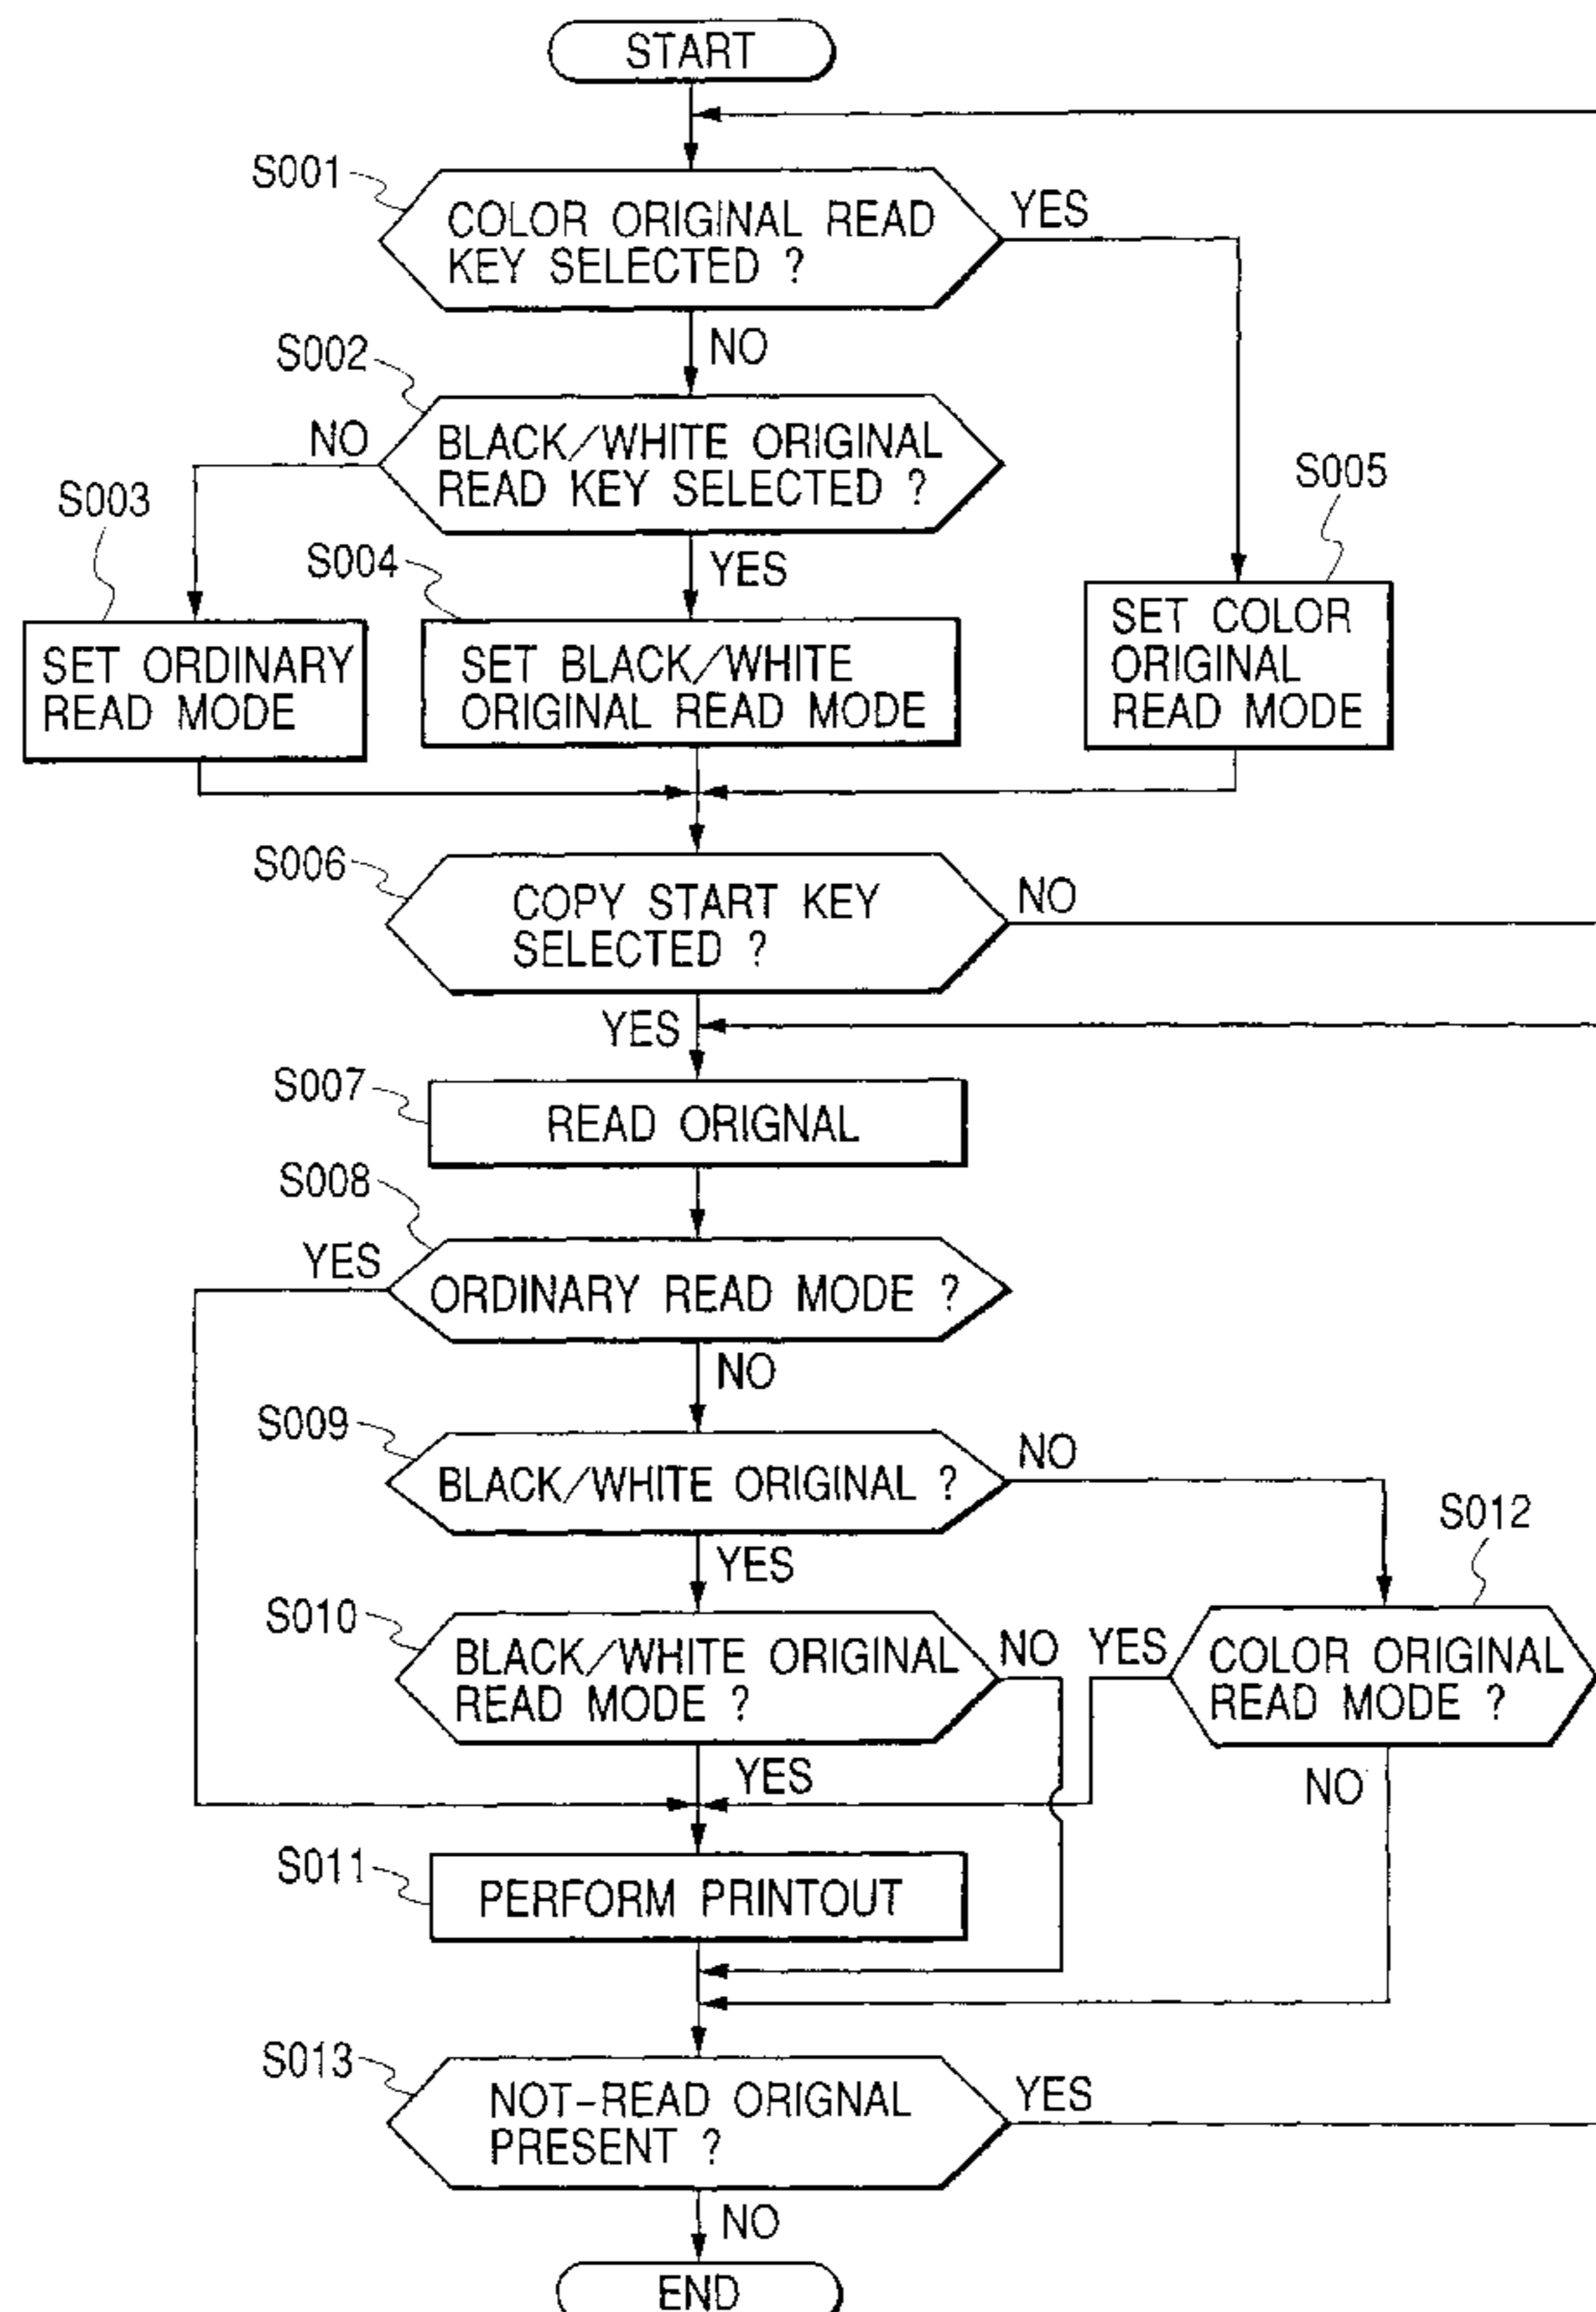 START
S001
COLOR ORIGINAL READ
KEY SELECTED ?
YES
NO
S002
BLACK/WHITE ORIGINAL
READ KEY SELECTED ?
NO
YES
S003
SET ORDINARY
READ MODE
S004
SET BLACK/WHITE
ORIGINAL READ MODE
S005
SET COLOR
ORIGINAL
READ MODE
S006
COPY START KEY
SELECTED ?
NO
YES
S007
READ ORIGNAL
S008
YES
ORDINARY READ MODE ?
NO
S009
BLACK/WHITE ORIGINAL ?
NO
YES
S010
BLACK/WHITE ORIGINAL
READ MODE ?
NO
YES
S012
YES
COLOR ORIGINAL
READ MODE ?
NO
S011
PERFORM PRINTOUT
S013
NOT-READ ORIGNAL
PRESENT ?
YES
NO
END